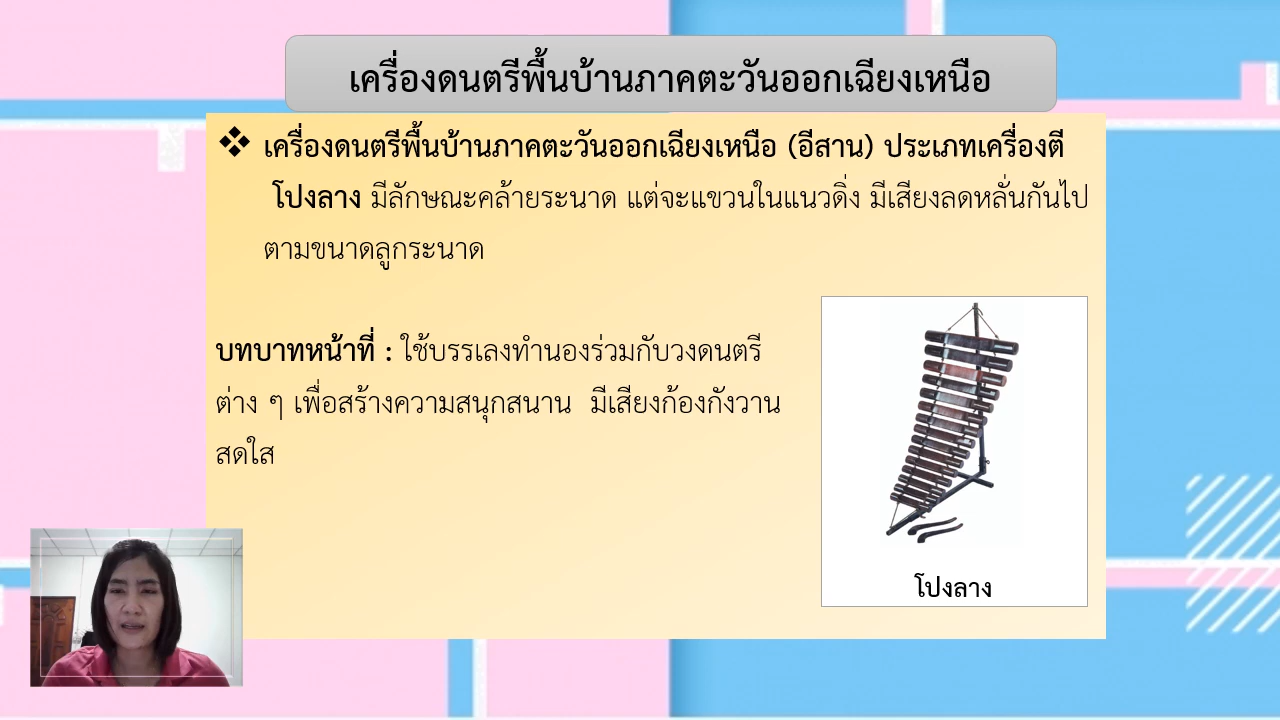 เครื่องดนตรีพื้นบ้านภาคตะวันออกเฉียงเหนือ
❖ เครื่องดนตรีพื้นบ้านภาคตะวันออกเฉียงเหนือ (อีสาน) ประเภทเครื่องตี
โปงลาง มีลักษณะคล้ายระนาด แต่จะแขวนในแนวดิ่ง มีเสียงลดหลั่นกันไป
ตามขนาดลูกระนาด
บทบาทหน้าที่ : ใช้บรรเลงทำนองร่วมกับวงดนตรี
ต่าง ๆ เพื่อสร้างความสนุกสนาน มีเสียงก้องกังวาน
สดใส
โปงลาง